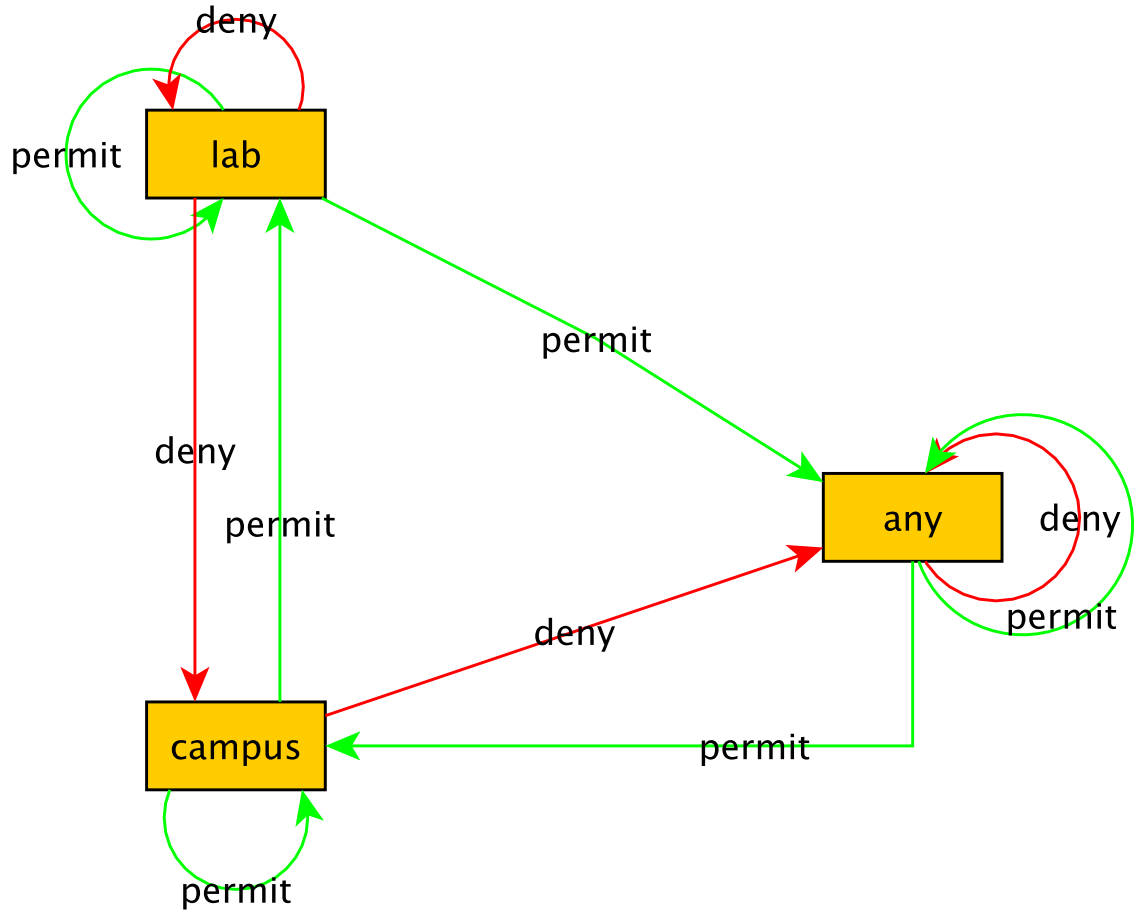 deny
permit
lab
permit
deny
permit
any
deny
permit
deny
permit
campus
permit